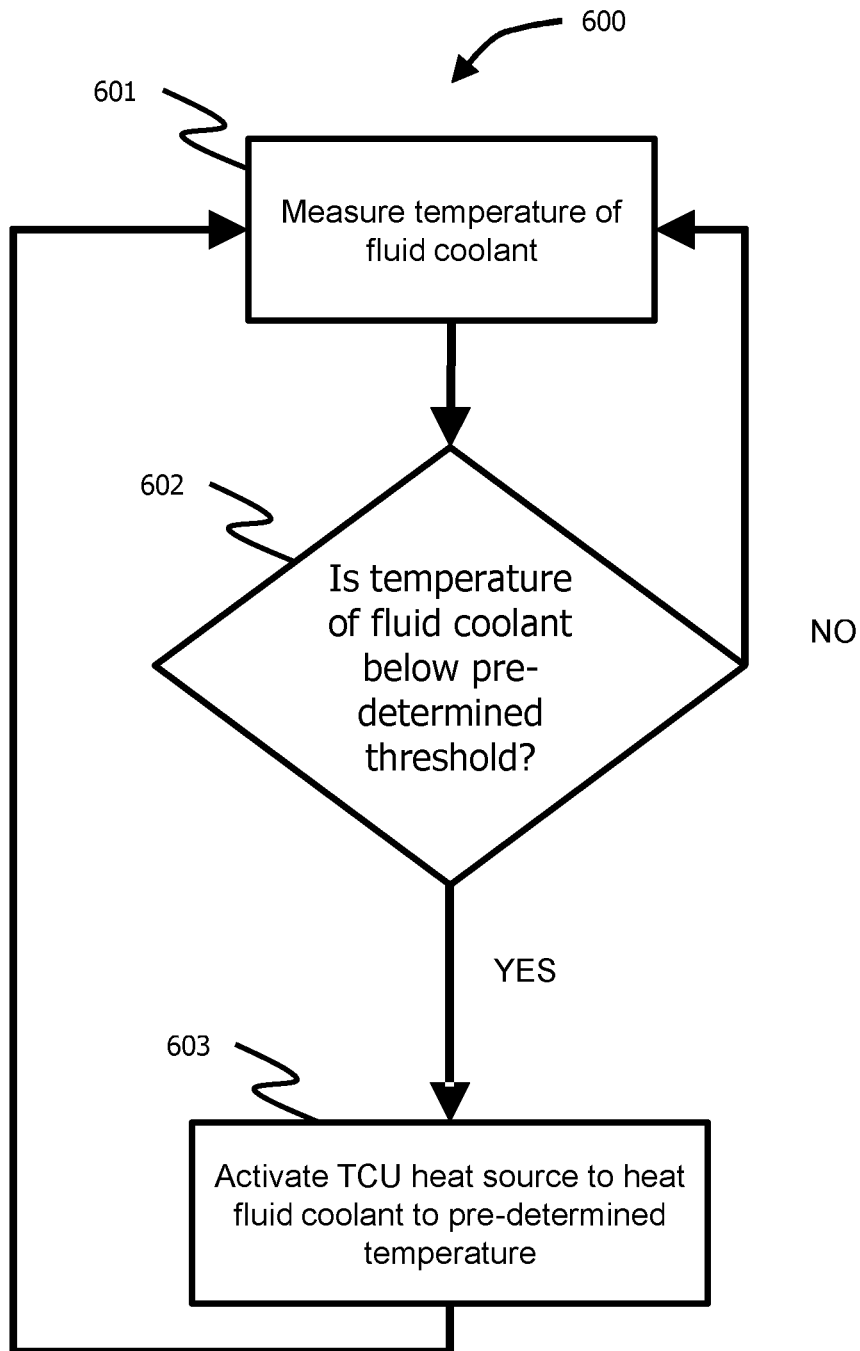 600
601
Measure temperature of
fluid coolant
602
Is temperature
of fluid coolant
below pre-
determined
threshold?
NO
YES
603
Activate TCU heat source to heat
fluid coolant to pre-determined
temperature